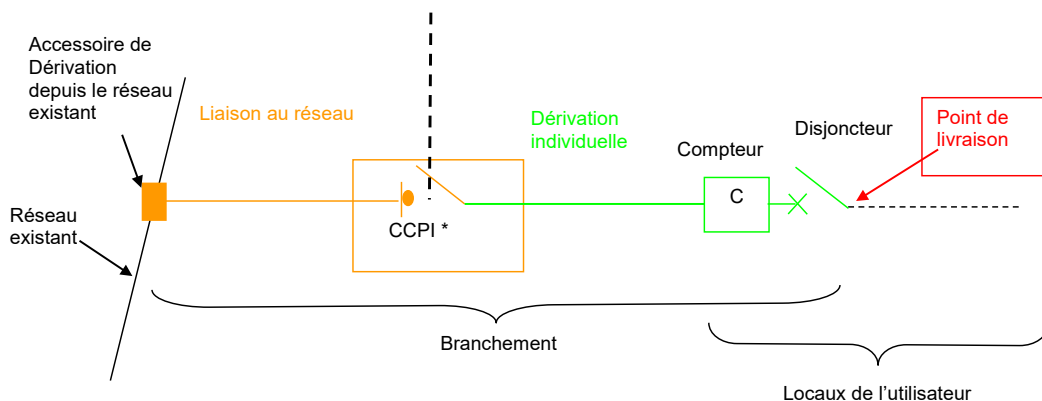 Accessoire de
Dérivation
depuis le réseau
existant
Liaison au réseau
Dérivation
individuelle
Compteur
Disjoncteur
Point de
livraison
C
Réseau
existant
CCPI *
Branchement
Locaux de l'utilisateur